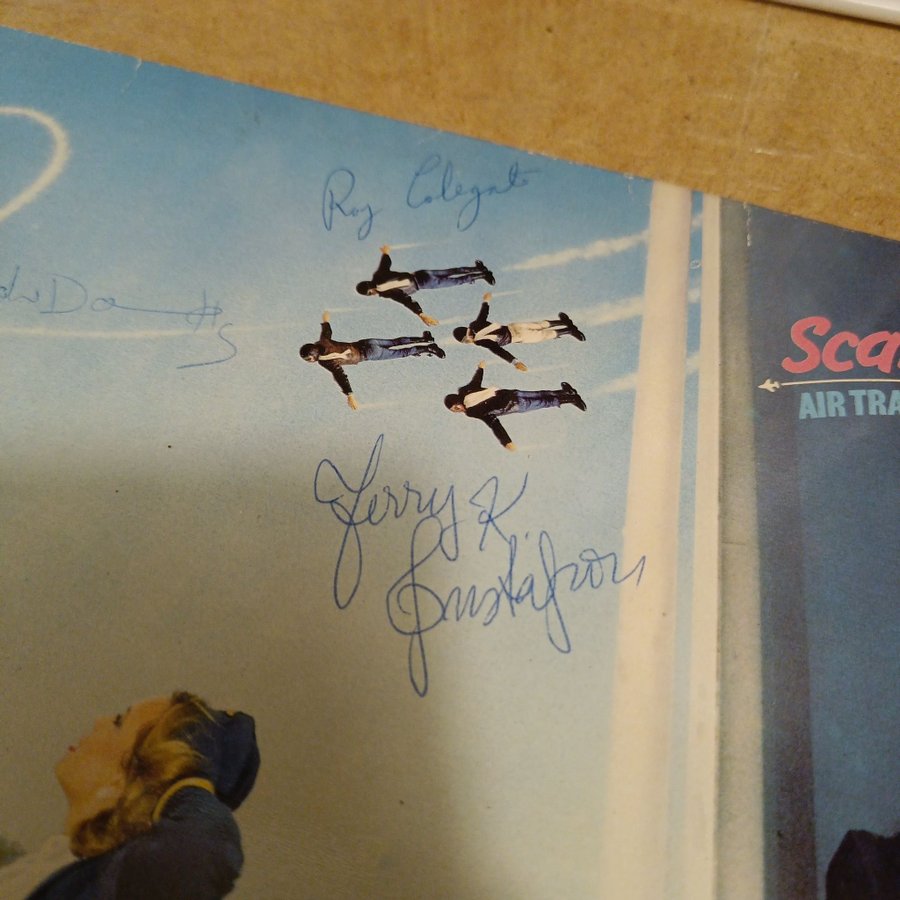 Roy Colegate
Sca
AIR TRA
Jerry K
Gustafson